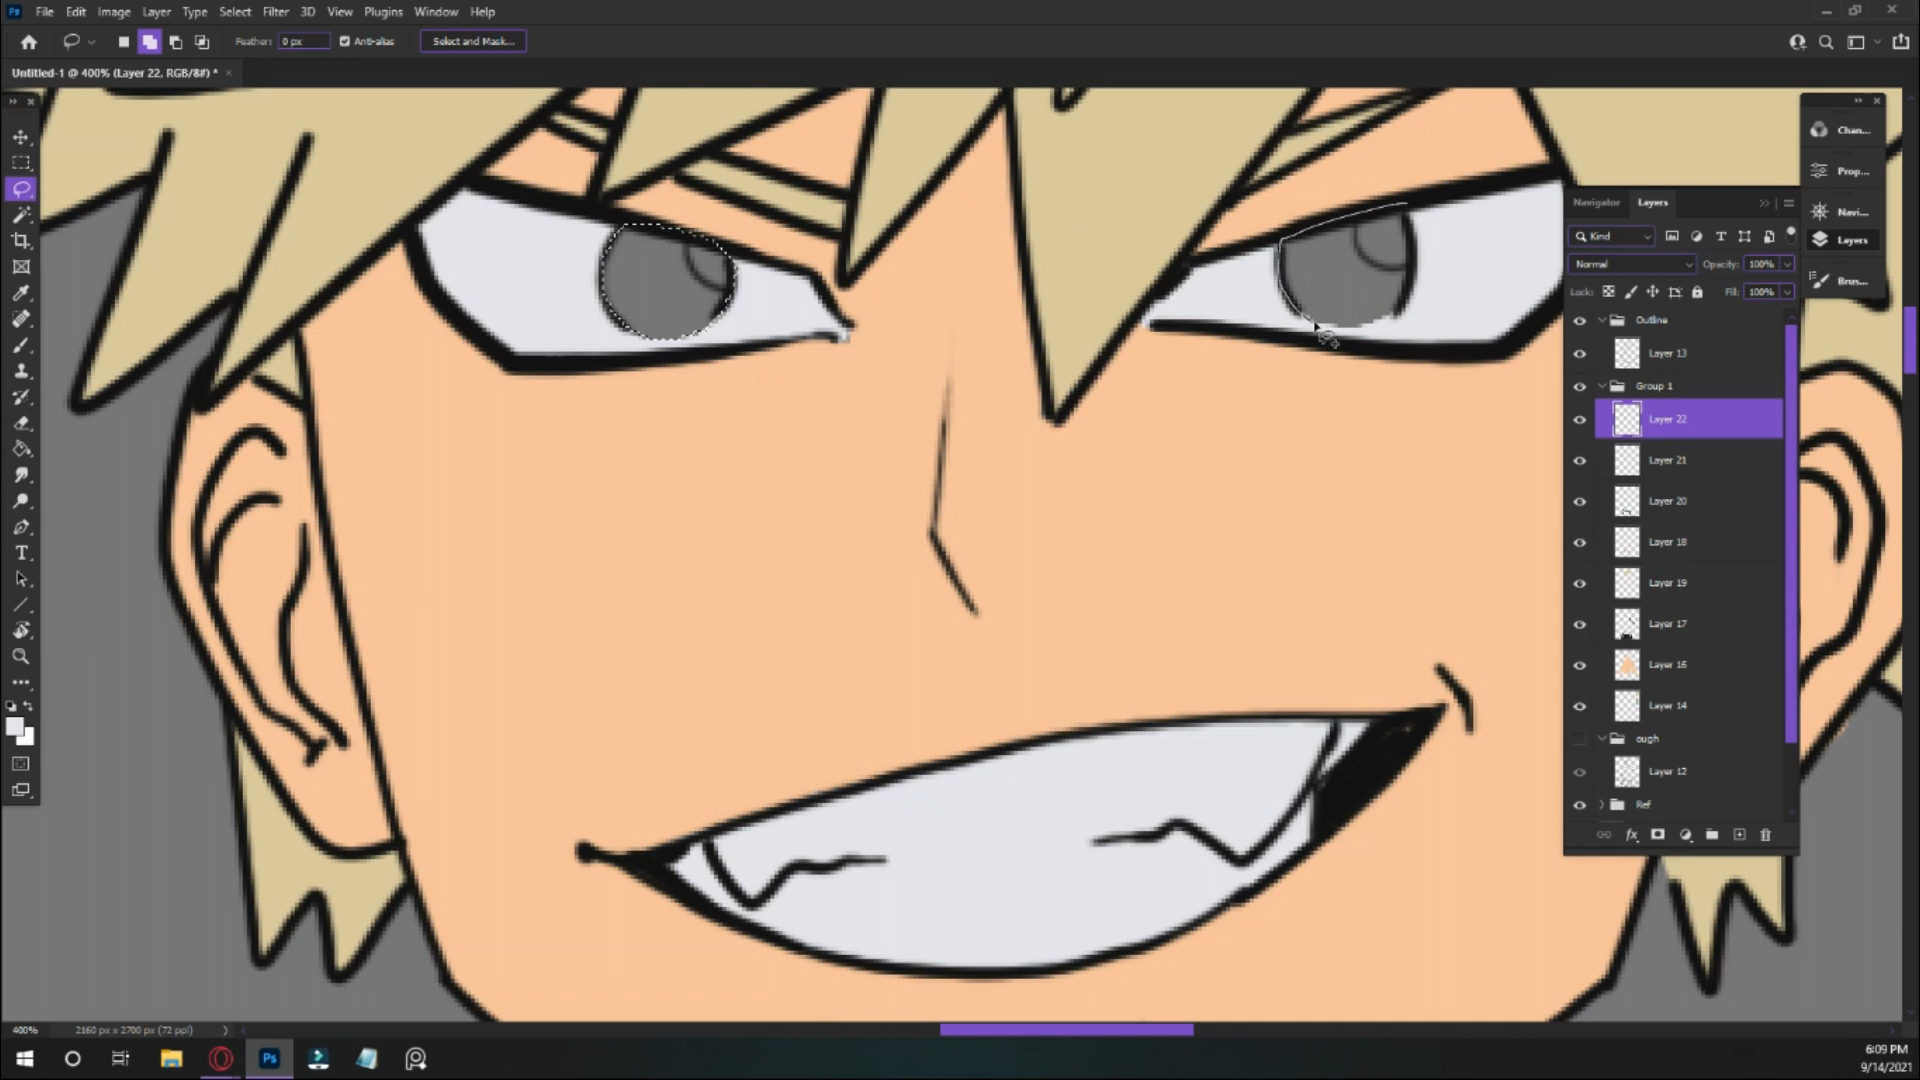 Ps File Edit Image Layer Type Select Filter 3D View Plugins Window Help
Feather: 0 px Anti-alias Select and Mask...
Untitled-1 @ 400% (Layer 22, RGB/8#) * ×
Chan...
Prop...
Navi...
Layers
Brus...
Navigator Layers
Kind
Normal Opacity: 100%
Lock: Fill: 100%
Outline
Layer 13
Group 1
Layer 22
Layer 21
Layer 20
Layer 18
Layer 19
Layer 17
Layer 16
Layer 14
ough
Layer 12
Ref
400% 2160 px x 2700 px (72 ppi)
Ps
6:09 PM
9/14/2021